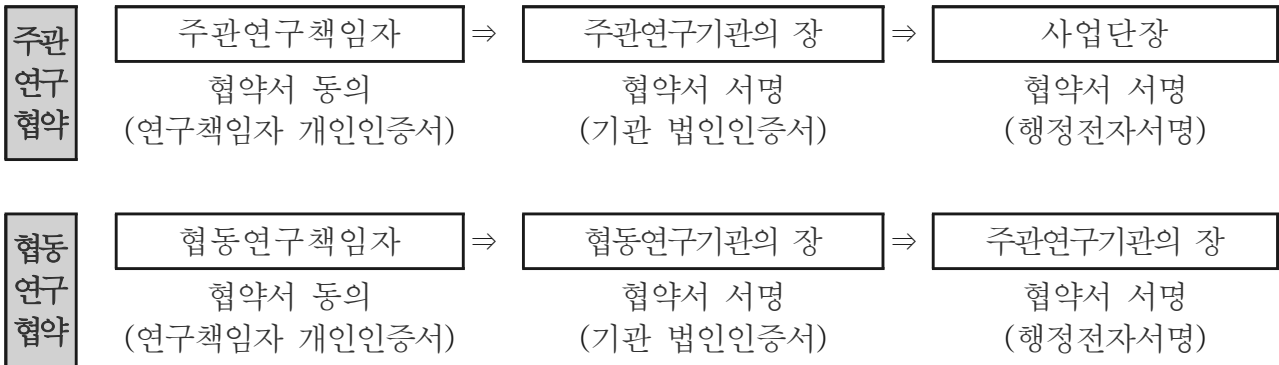 주관
연구
협약
주관연구책임자 ⇒ 주관연구기관의 장 ⇒ 사업단장
협약서 동의 협약서 서명 협약서 서명
(연구책임자 개인인증서) (기관 법인인증서) (행정전자서명)
협동
연구
협약
협동연구책임자 ⇒ 협동연구기관의 장 ⇒ 주관연구기관의 장
협약서 동의 협약서 서명 협약서 서명
(연구책임자 개인인증서) (기관 법인인증서) (행정전자서명)